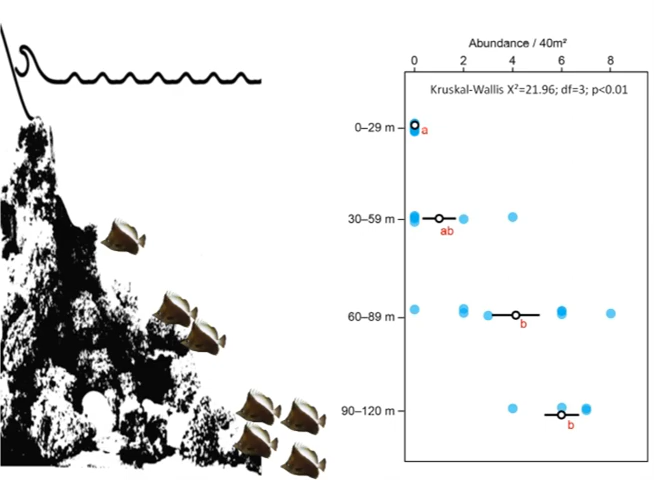 Abundance / 40m²
0 2 4 6 8
Kruskal-Wallis X²=21.96; df=3; p<0.01
0–29 m
a
30–59 m
ab
60–89 m
b
90–120 m
b